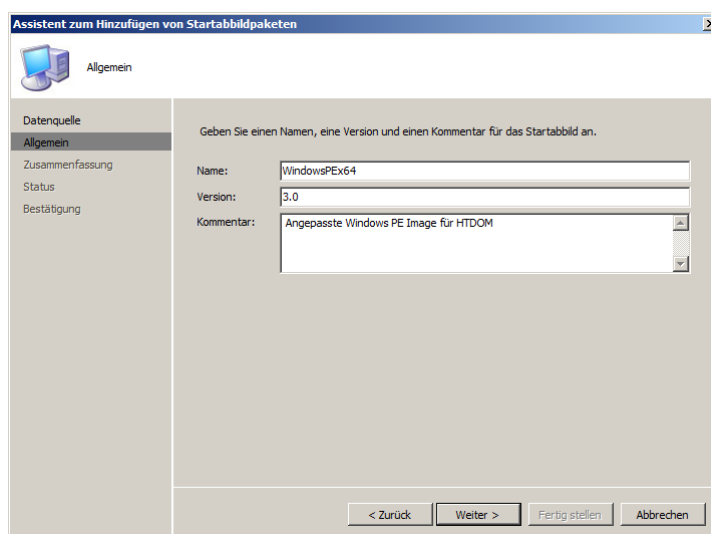 Assistent zum Hinzufügen von Startabbildpaketen
Allgemein
Datenquelle
Allgemein
Zusammenfassung
Status
Bestätigung
Geben Sie einen Namen, eine Version und einen Kommentar für das Startabbild an.
Name: WindowsPEx64
Version: 3.0
Kommentar: Angepasste Windows PE Image für HTDOM
< Zurück Weiter > Fertig stellen Abbrechen